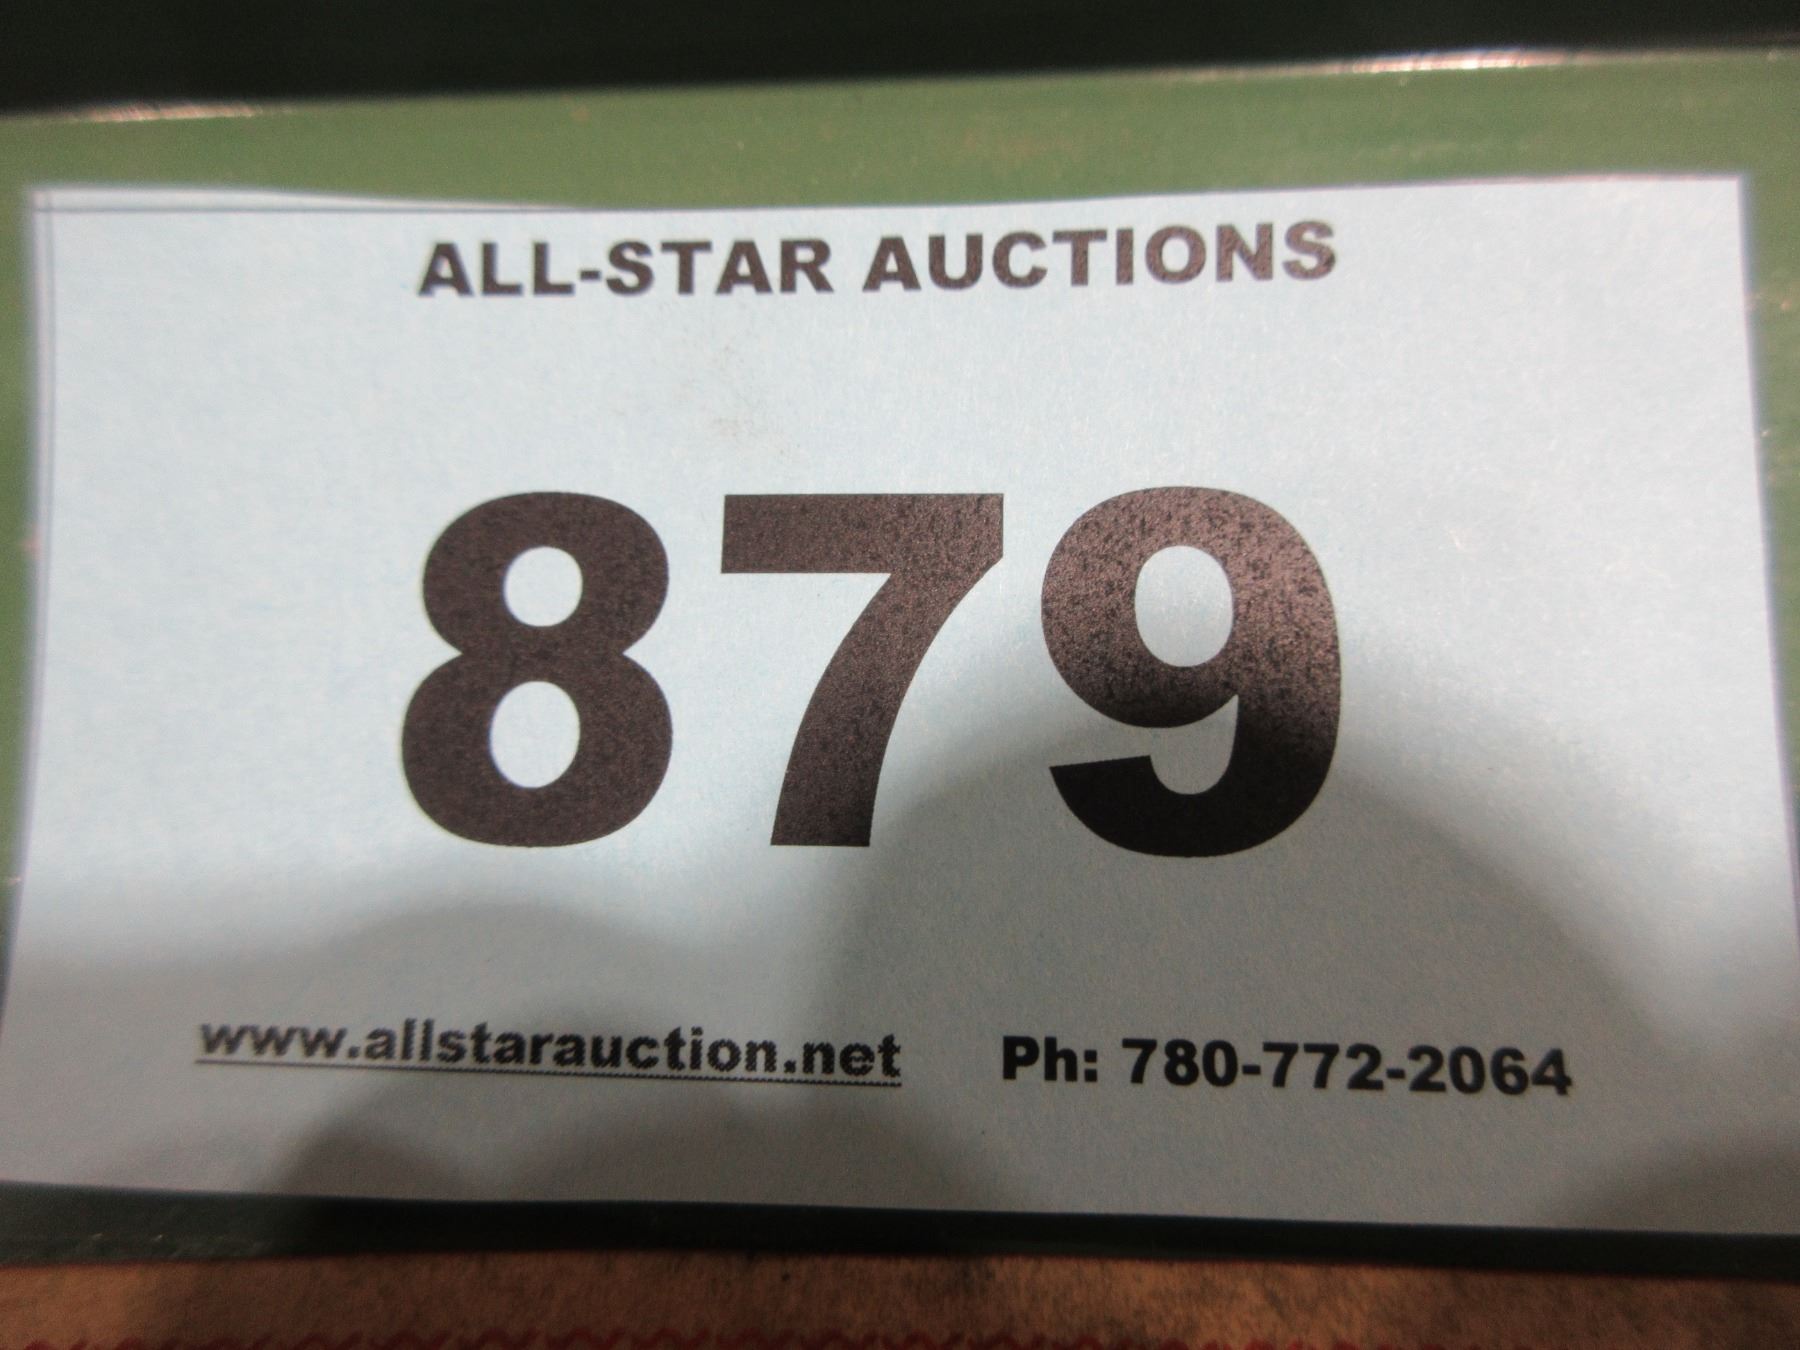 ALL-STAR AUCTIONS
879
www.allstarauction.net Ph: 780-772-2064